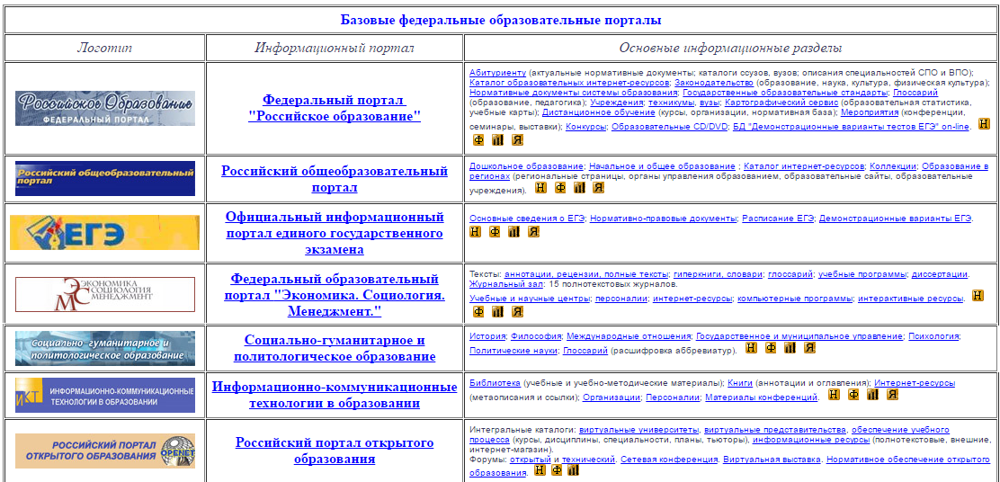 Базовые федеральные образовательные порталы
Логотип
Информационный портал
Основные информационные разделы
Российское Образование
ФЕДЕРАЛЬНЫЙ ПОРТАЛ
Федеральный портал
"Российское образование"
Абитуриенту (актуальные нормативные документы; каталоги ссузов, вузов; описания специальностей СПО и ВПО);
Каталог образовательных интернет-ресурсов; Законодательство (образование, наука, культура, физическая культура);
Нормативные документы системы образования; Государственные образовательные стандарты; Глоссарий
(образование, педагогика); Учреждения; техникумы, вузы; Картографический сервис (образовательная статистика,
учебные карты); Дистанционное обучение (курсы, организации, нормативная база); Мероприятия (конференции,
семинары, выставки); Конкурсы; Образовательные CD/DVD; БД "Демонстрационные варианты тестов ЕГЭ" on-line. Н
Ф Я
Российский общеобразовательный
портал
Российский общеобразовательный
портал
Дошкольное образование; Начальное и общее образование ; Каталог интернет-ресурсов; Коллекции; Образование в
регионах (региональные страницы, органы управления образованием, образовательные сайты, образовательные
учреждения). Н Ф Я
ЕГЭ
Официальный информационный
портал единого государственного
экзамена
Основные сведения о ЕГЭ; Нормативно-правовые документы; Расписание ЕГЭ; Демонстрационные варианты ЕГЭ.
Н Ф Я
ЭКОНОМИКА
СОЦИОЛОГИЯ
МЕНЕДЖМЕНТ
Федеральный образовательный
портал "Экономика. Социология.
Менеджмент."
Тексты: аннотации, рецензии, полные тексты; гиперкниги, словари; глоссарий; учебные программы; диссертации.
Журнальный зал: 15 полнотекстовых журналов.
Учебные и научные центры; персоналии; интернет-ресурсы; компьютерные программы; интерактивные ресурсы. Н
Ф Я
Социально - гуманитарное и
политологическое образование
Социально-гуманитарное и
политологическое образование
История; Философия; Международные отношения; Государственное и муниципальное управление; Психология;
Политические науки; Глоссарий (расшифровка аббревиатур). Н Ф Я
ИКТ
ИНФОРМАЦИОННО-КОММУНИКАЦИОННЫЕ
ТЕХНОЛОГИИ В ОБРАЗОВАНИИ
Информационно-коммуникационные
технологии в образовании
Библиотека (учебные и учебно-методические материалы); Книги (аннотации и оглавления); Интернет-ресурсы
(метаописания и ссылки); Организации; Персоналии; Материалы конференций. Н Ф Я
РОССИЙСКИЙ ПОРТАЛ
ОТКРЫТОГО ОБРАЗОВАНИЯ
OPENET
Российский портал открытого
образования
Интегральные каталоги: виртуальные университеты, виртуальные представительства, обеспечение учебного
процесса (курсы, дисциплины, специальности, планы, тьюторы), информационные ресурсы (полнотекстовые, внешние,
интернет-магазин).
Форумы: открытый и технический. Сетевая конференция. Виртуальная выставка. Нормативное обеспечение открытого
образования. Н Ф